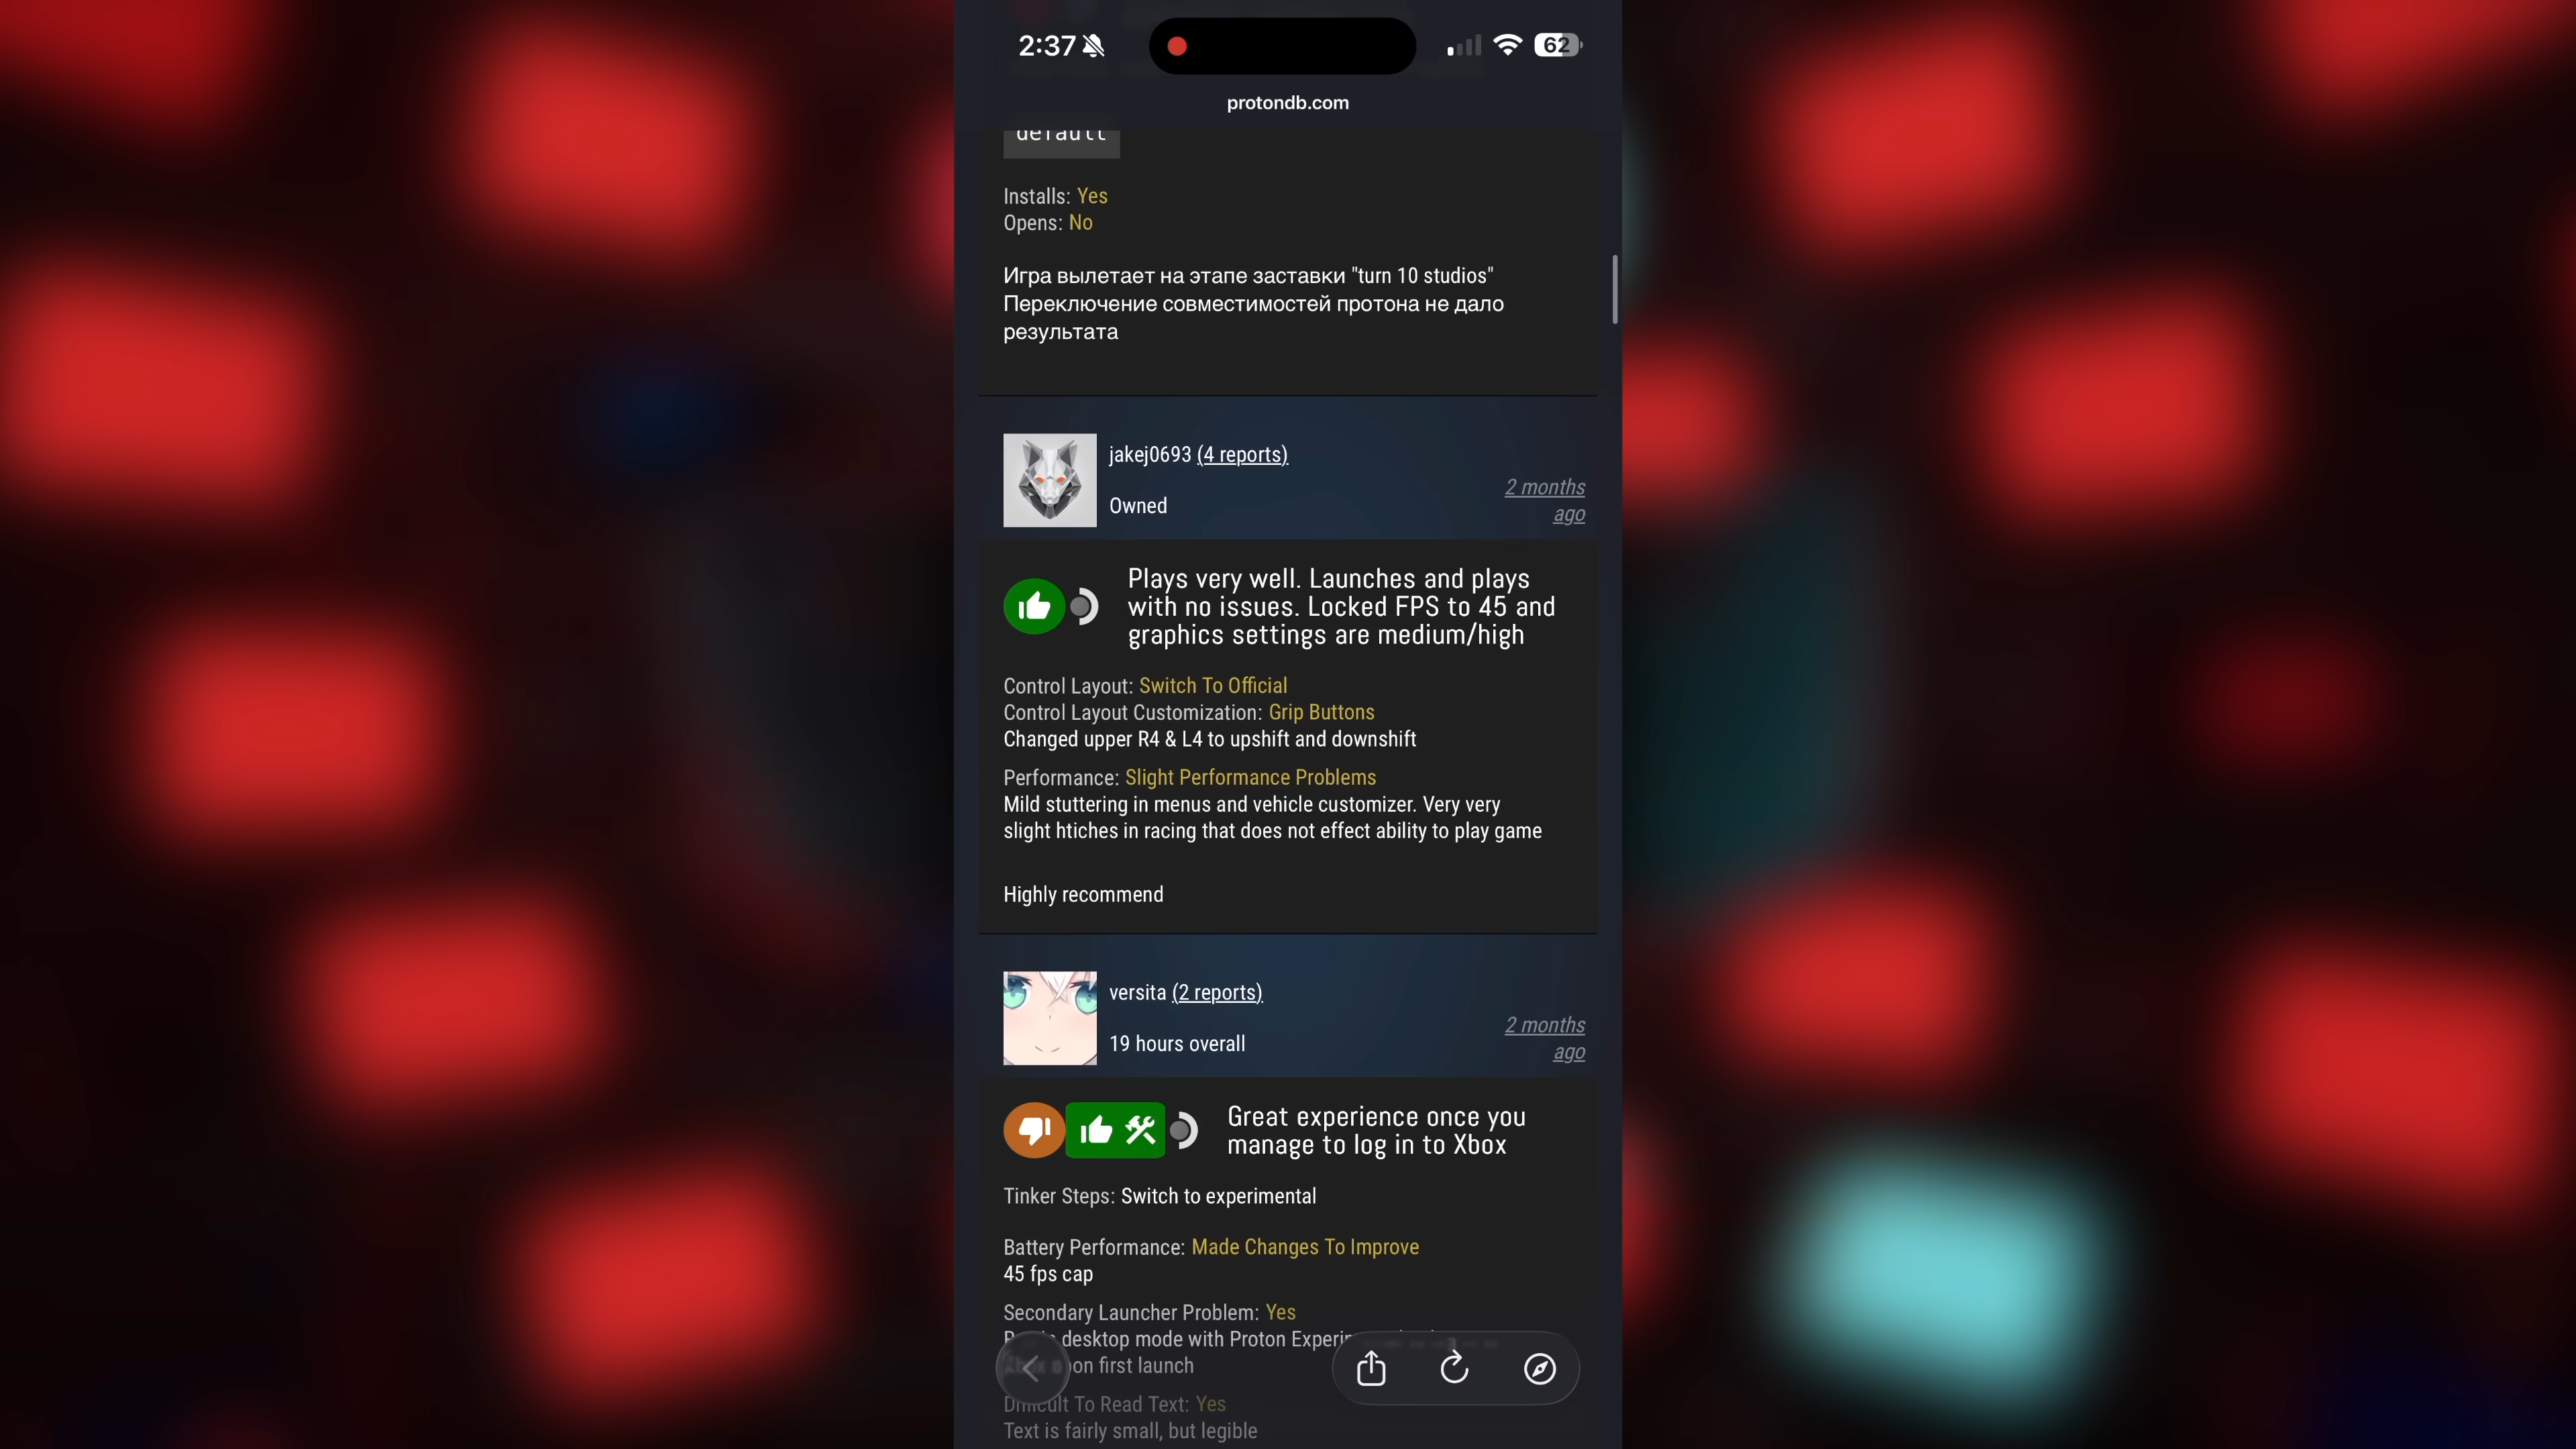 2:37
62
protondb.com
default
Installs: Yes
Opens: No
Игра вылетает на этапе заставки "turn 10 studios"
Переключение совместимостей протона не дало
результата
jakej0693 (4 reports)
Owned
2 months
ago
Plays very well. Launches and plays
with no issues. Locked FPS to 45 and
graphics settings are medium/high
Control Layout: Switch To Official
Control Layout Customization: Grip Buttons
Changed upper R4 & L4 to upshift and downshift
Performance: Slight Performance Problems
Mild stuttering in menus and vehicle customizer. Very very
slight htiches in racing that does not effect ability to play game
Highly recommend
versita (2 reports)
19 hours overall
2 months
ago
Great experience once you
manage to log in to Xbox
Tinker Steps: Switch to experimental
Battery Performance: Made Changes To Improve
45 fps cap
Secondary Launcher Problem: Yes
desktop mode with Proton
on first launch
Difficult To Read Text: Yes
Text is fairly small, but legible